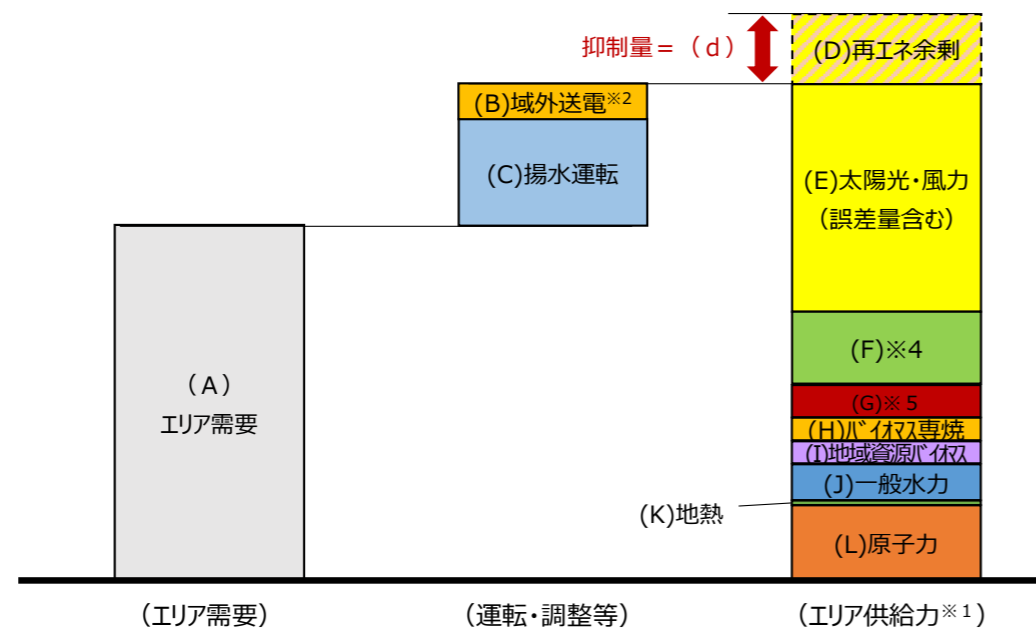 抑制量=（ｄ）
(D)再エネ余剰
(B)域外送電※2
(C)揚水運転
(E)太陽光・風力
（誤差量含む）
(F)※4
（A）
エリア需要
(G)※5
(H)バイオマス専焼
(I)地域資源バイオマス
(J)一般水力
(K)地熱
(L)原子力
（エリア需要）
（運転・調整等）
（エリア供給力※1）